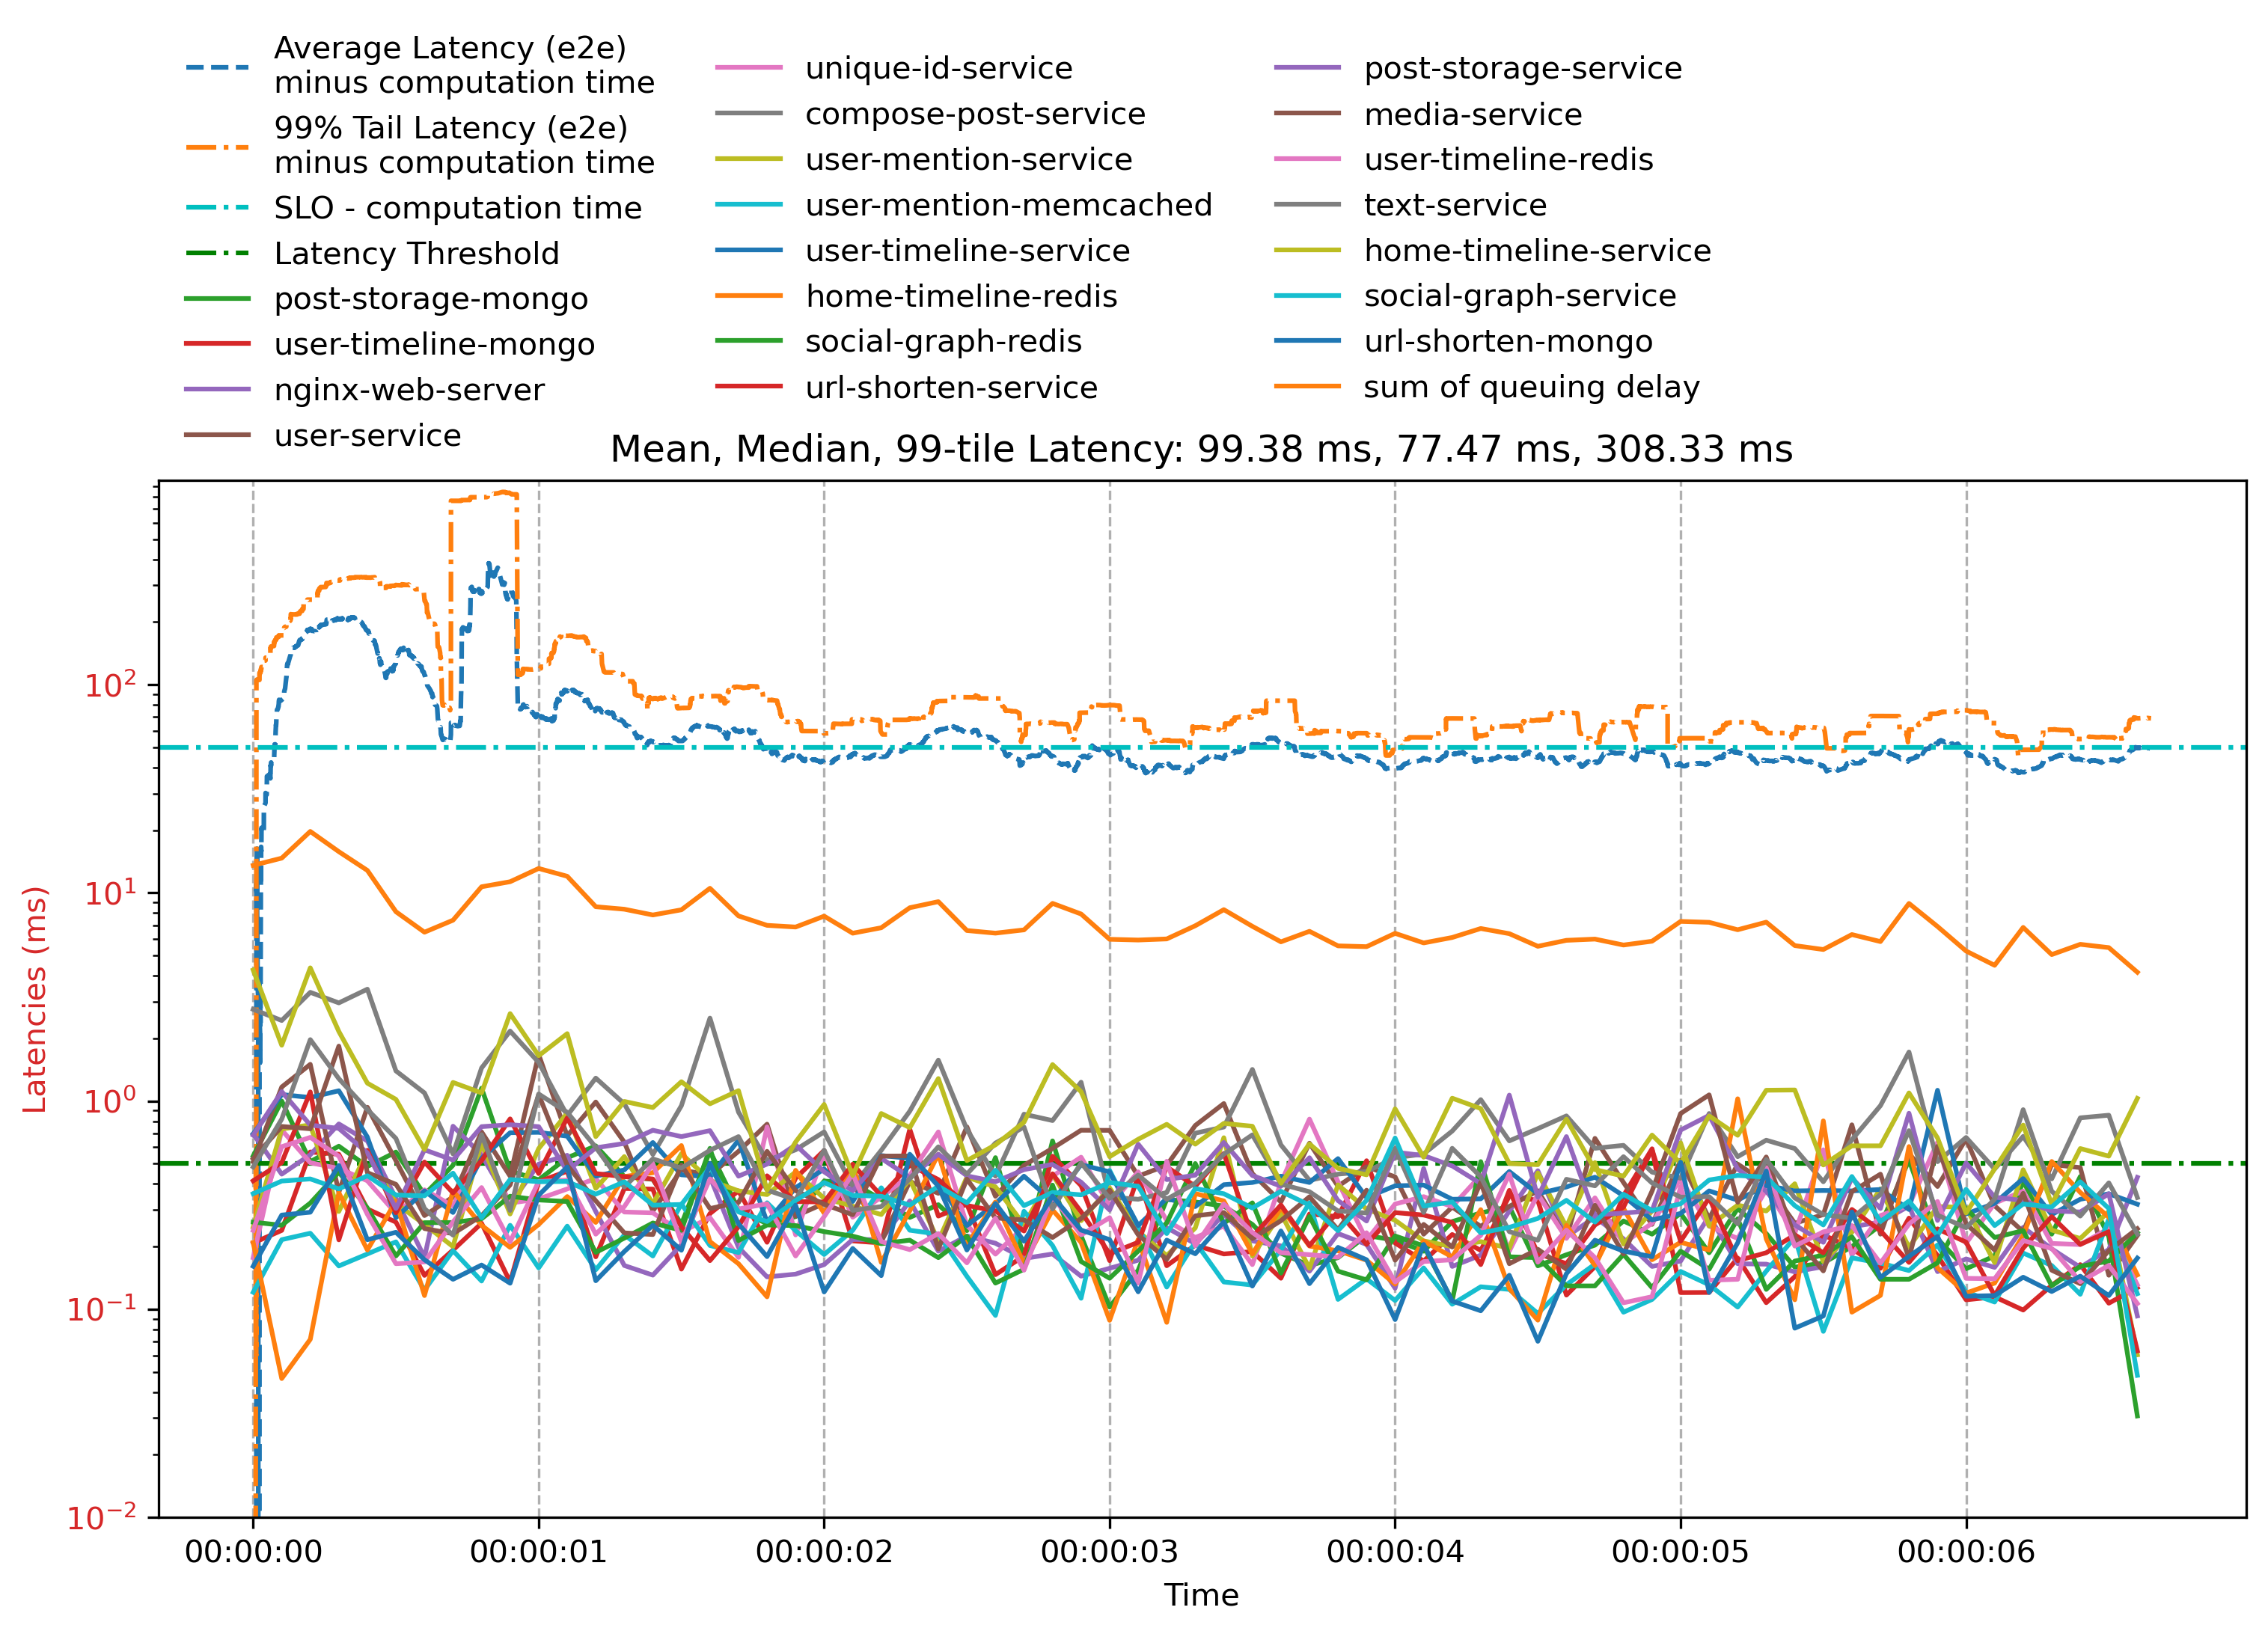 Average Latency (e2e)
minus computation time
99% Tail Latency (e2e)
minus computation time
SLO - computation time
Latency Threshold
post-storage-mongo
user-timeline-mongo
nginx-web-server
user-service
unique-id-service
compose-post-service
user-mention-service
user-mention-memcached
user-timeline-service
home-timeline-redis
social-graph-redis
url-shorten-service
post-storage-service
media-service
user-timeline-redis
text-service
home-timeline-service
social-graph-service
url-shorten-mongo
sum of queuing delay
Mean, Median, 99-tile Latency: 99.38 ms, 77.47 ms, 308.33 ms
Latencies (ms)
10²
10¹
10⁰
10⁻¹
10⁻²
00:00:00 00:00:01 00:00:02 00:00:03 00:00:04 00:00:05 00:00:06
Time